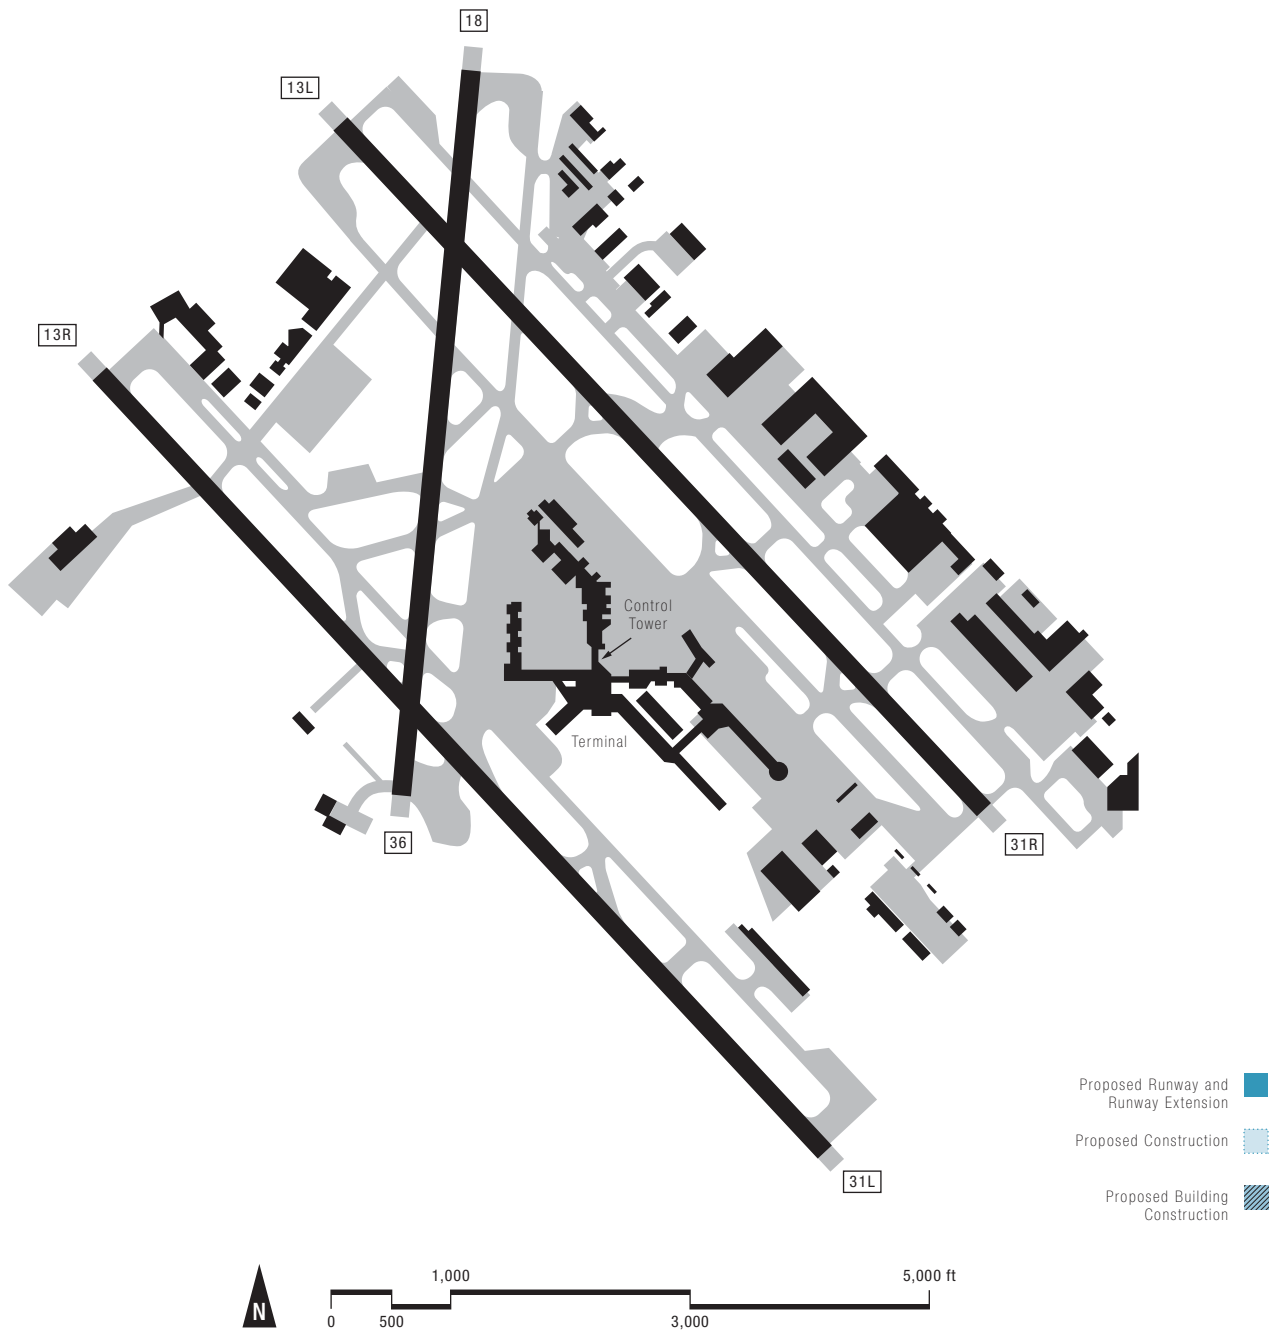 18
13L
13R
Control
Tower
Terminal
36
31R
Proposed Runway and
Runway Extension
Proposed Construction
31L
Proposed Building
Construction
1,000
5,000 ft
N
0
500
3,000